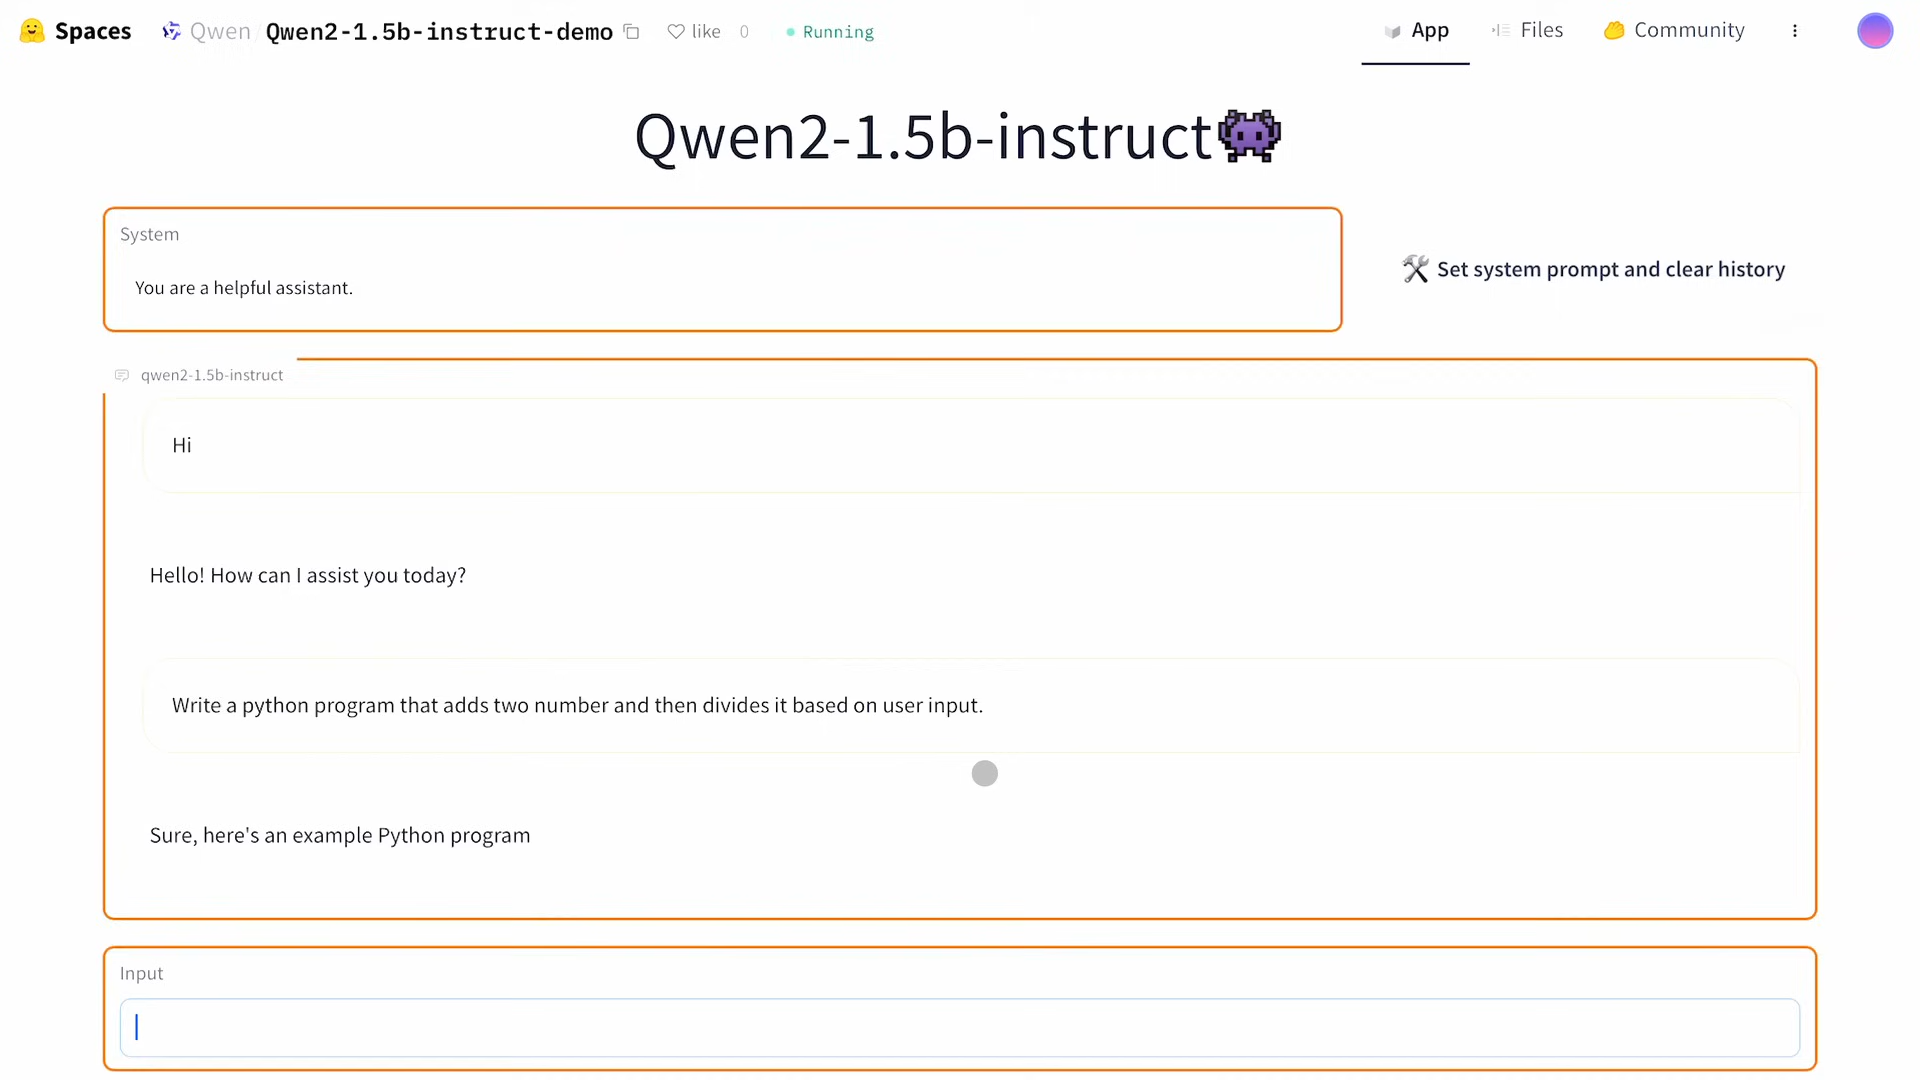 Spaces Qwen / Qwen2-1.5b-instruct-demo like 0 Running App Files Community
Qwen2-1.5b-instruct
System
You are a helpful assistant.
Set system prompt and clear history
qwen2-1.5b-instruct
Hi
Hello! How can I assist you today?
Write a python program that adds two number and then divides it based on user input.
Sure, here's an example Python program
Input